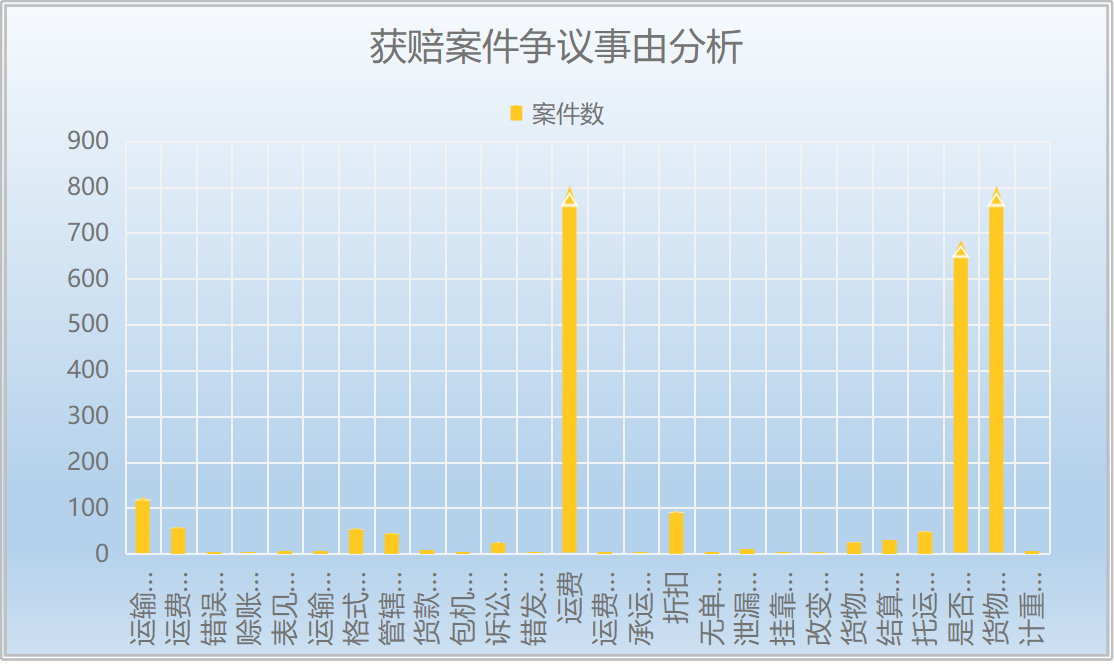 获赔案件争议事由分析
案件数
900
800
700
600
500
400
300
200
100
0
运输…
运费…
错误…
赊账…
表见…
运输…
格式…
管辖…
货款…
包机…
诉讼…
错发…
运费
运费…
承运…
折扣
无单…
泄漏…
挂靠…
改变…
货物…
结算…
托运…
是否…
货物…
计重…